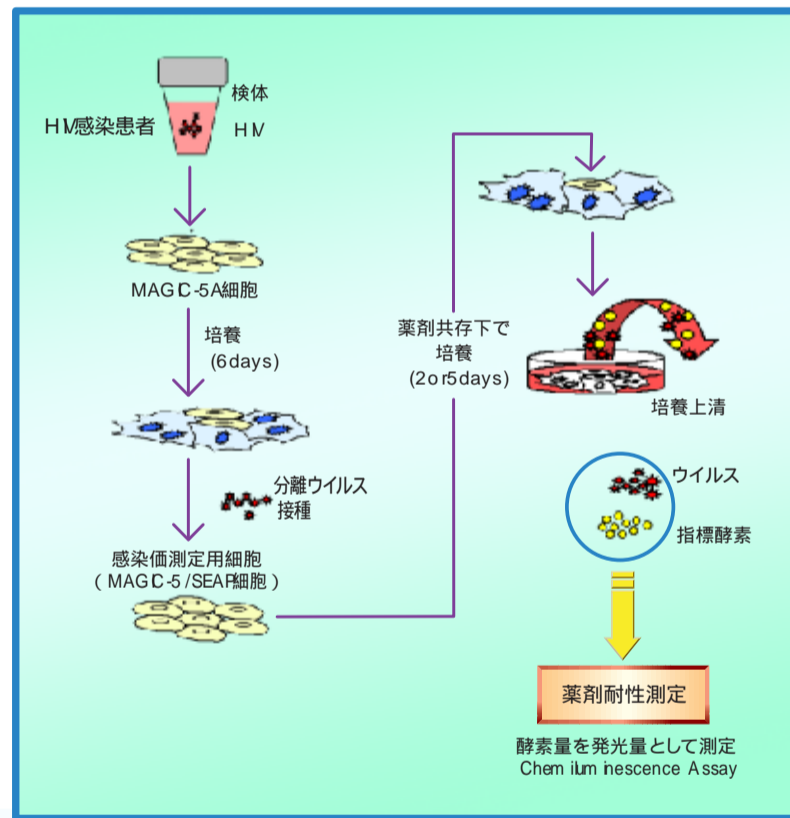 検体
HIV感染患者
HIV
MAGIC-5A細胞
培養
(6days)
分離ウイルス
接種
感染価測定用細胞
(MAGIC-5/SEAP細胞)
薬剤共存下で
培養
(2or5days)
培養上清
ウイルス
指標酵素
薬剤耐性測定
酵素量を発光量として測定
Chem ilum inescence Assay